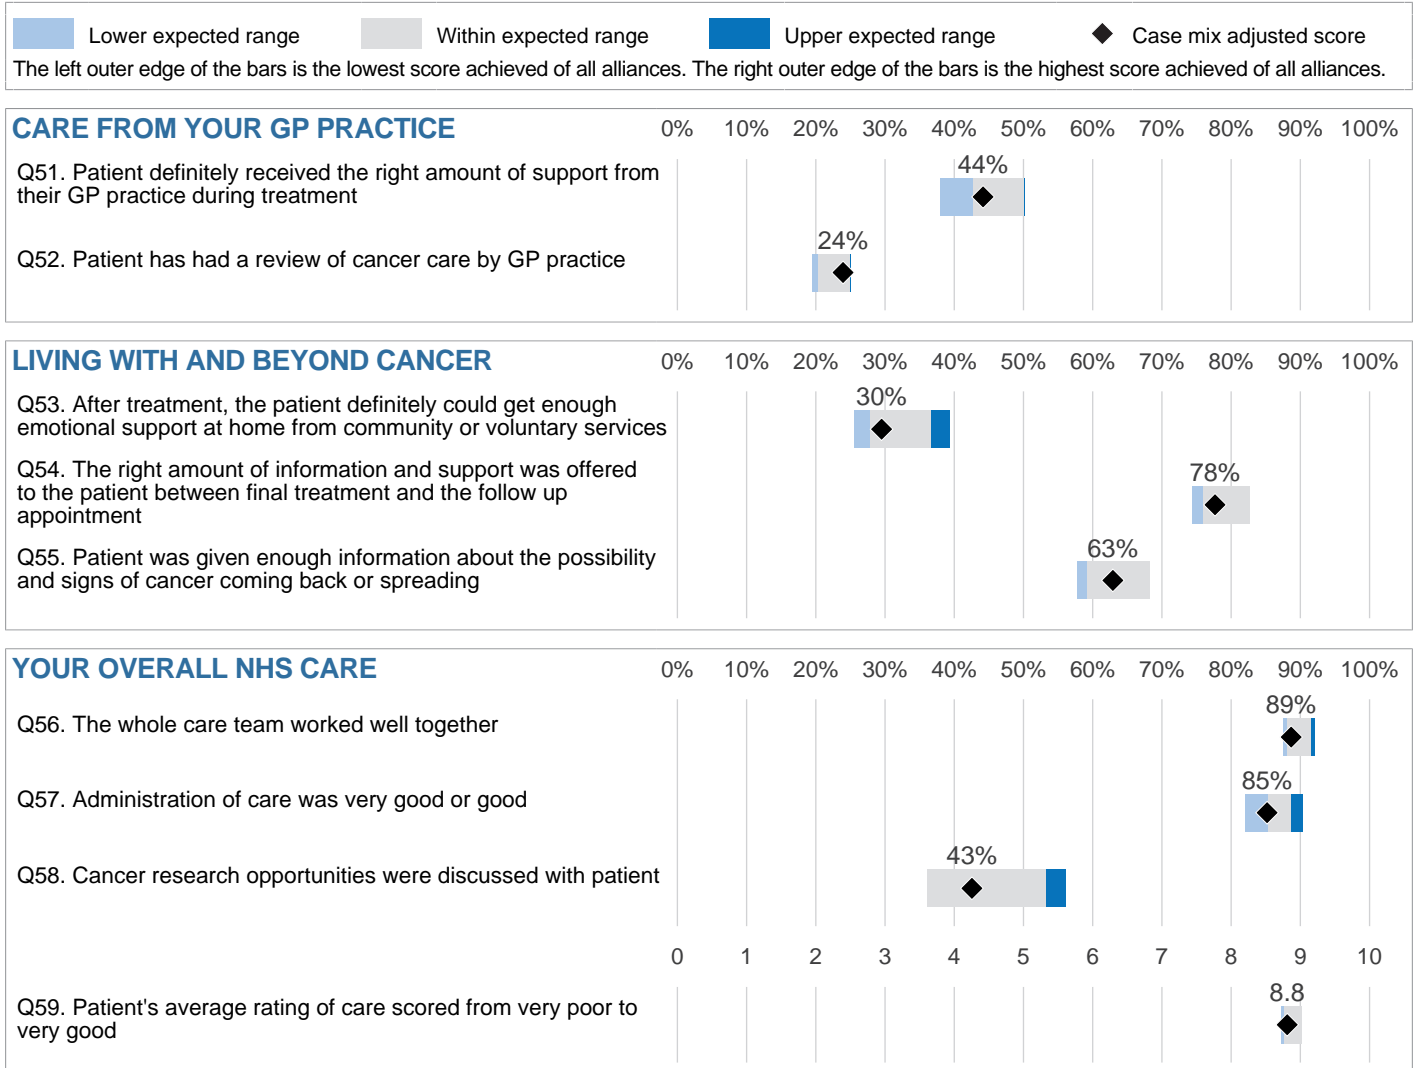 Lower expected range Within expected range Upper expected range Case mix adjusted score
The left outer edge of the bars is the lowest score achieved of all alliances. The right outer edge of the bars is the highest score achieved of all alliances.
CARE FROM YOUR GP PRACTICE 0% 10% 20% 30% 40% 50% 60% 70% 80% 90% 100%
44%
Q51. Patient definitely received the right amount of support from
their GP practice during treatment
24%
Q52. Patient has had a review of cancer care by GP practice
LIVING WITH AND BEYOND CANCER 0% 10% 20% 30% 40% 50% 60% 70% 80% 90% 100%
30%
Q53. After treatment, the patient definitely could get enough
emotional support at home from community or voluntary services
78%
Q54. The right amount of information and support was offered
to the patient between final treatment and the follow up
appointment
63%
Q55. Patient was given enough information about the possibility
and signs of cancer coming back or spreading
YOUR OVERALL NHS CARE 0% 10% 20% 30% 40% 50% 60% 70% 80% 90% 100%
89%
Q56. The whole care team worked well together
85%
Q57. Administration of care was very good or good
43%
Q58. Cancer research opportunities were discussed with patient
0 1 2 3 4 5 6 7 8 9 10
8.8
Q59. Patient's average rating of care scored from very poor to
very good